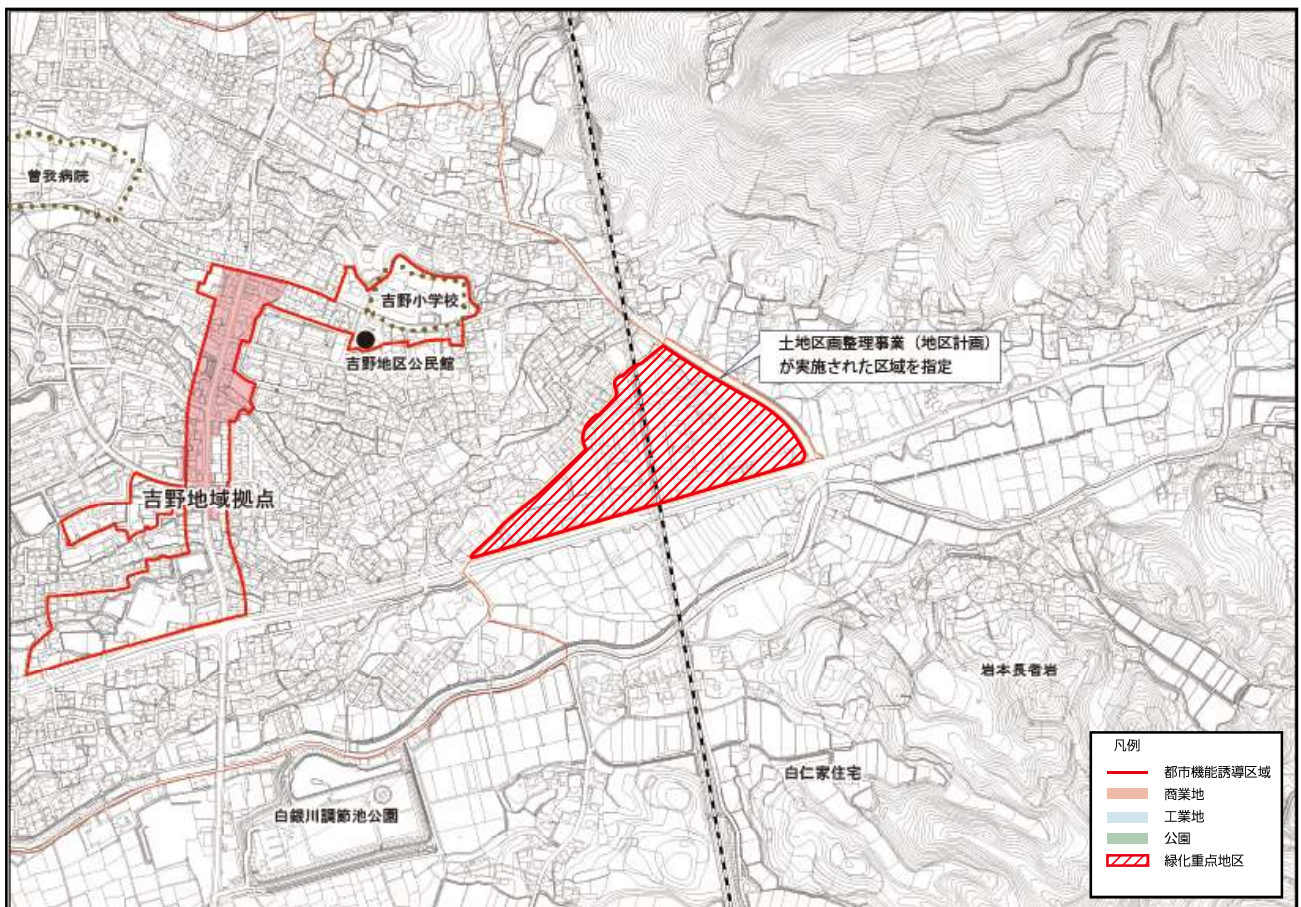 曽我病院
吉野小学校
吉野地区公民館
土地区画整理事業（地区計画）
が実施された区域を指定
吉野地域拠点
岩本長者岩
白仁家住宅
白銀川調節池公園
凡例
都市機能誘導区域
商業地
工業地
公園
緑化重点地区